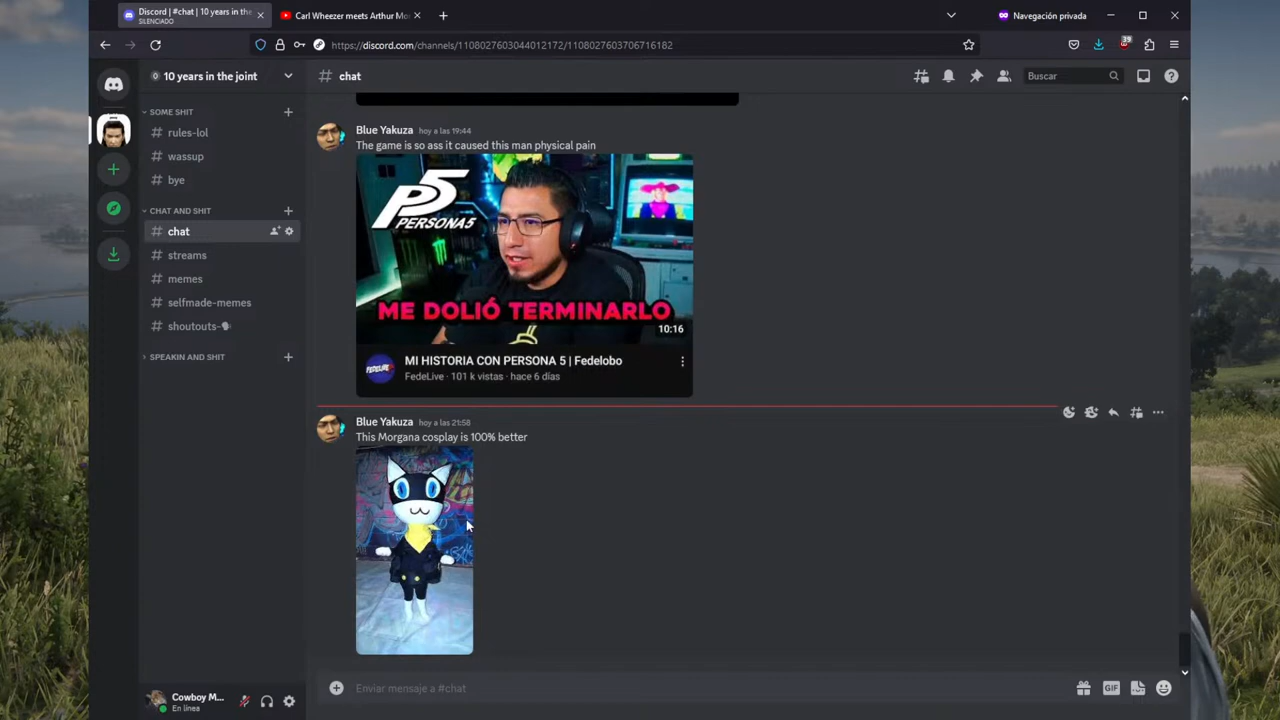 Discord | #chat | 10 years in the
SILENCIADO
Carl Wheezer meets Arthur Mo
Navegación privada
https://discord.com/channels/1108027603044012172/1108027603706716182
39
10 years in the joint
chat
Buscar
SOME SHIT
rules-lol
wassup
bye
CHAT AND SHIT
chat
streams
memes
selfmade-memes
shoutouts-🗣
SPEAKIN AND SHIT
Blue Yakuza hoy a las 19:44
The game is so ass it caused this man physical pain
P5
PERSONA5
ME DOLIÓ TERMINARLO
10:16
MI HISTORIA CON PERSONA 5 | Fedelobo
FedeLive · 101 k vistas · hace 6 días
Blue Yakuza hoy a las 21:58
This Morgana cosplay is 100% better
Enviar mensaje a #chat
GIF
Cowboy M...
En línea